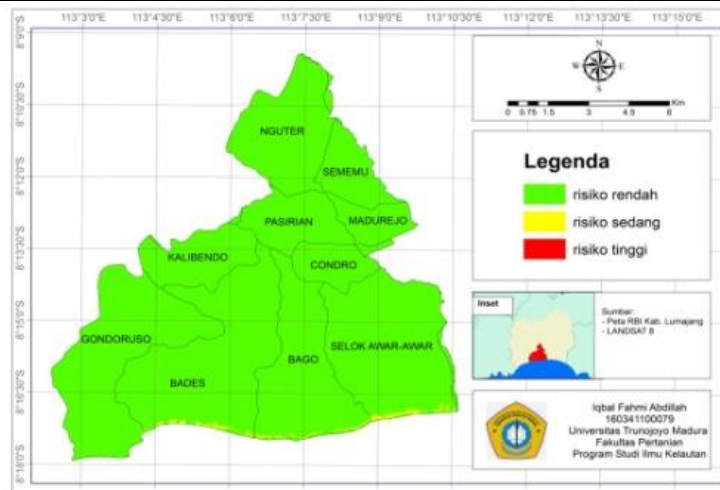 113°3'0"E 113°4'30"E 113°6'0"E 113°7'30"E 113°9'0"E 113°10'30"E 113°12'0"E 113°13'30"E 113°15'0"E
8°9'0"S
8°10'30"S
8°12'0"S
8°13'30"S
8°15'0"S
8°16'30"S
8°18'0"S
NGUTER
SEMEMU
PASIRIAN
MADUREJO
KALIBENDO
CONDRO
GONDORUSO
BADES
BAGO
SELOK AWAR-AWAR
N
W E
S
Km
0 0.75 1.5 3 4.5 6
Legenda
risiko rendah
risiko sedang
risiko tinggi
Inset
Sumber:
- Peta RBI Kab. Lumajang
- LANDSAT 8
Iqbal Fahmi Abdillah
160341100079
Universitas Trunojoyo Madura
Fakultas Pertanian
Program Studi Ilmu Kelautan